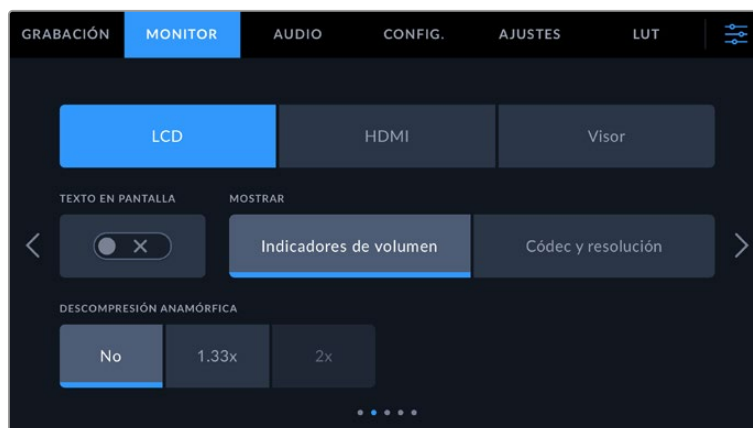 GRABACIÓN MONITOR AUDIO CONFIG. AJUSTES LUT
LCD HDMI Visor
TEXTO EN PANTALLA MOSTRAR
Indicadores de volumen Códec y resolución
DESCOMPRESIÓN ANAMÓRFICA
No 1.33x 2x